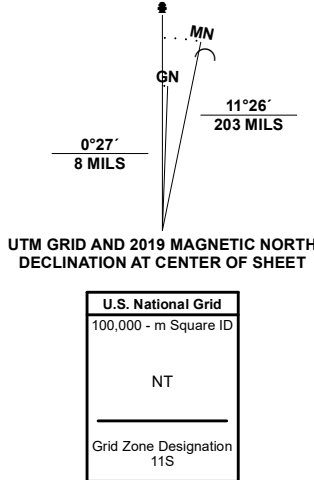 MN
GN
11°26´
203 MILS
0°27´
8 MILS
UTM GRID AND 2019 MAGNETIC NORTH
DECLINATION AT CENTER OF SHEET
U.S. National Grid
100,000 - m Square ID
NT
Grid Zone Designation
11S